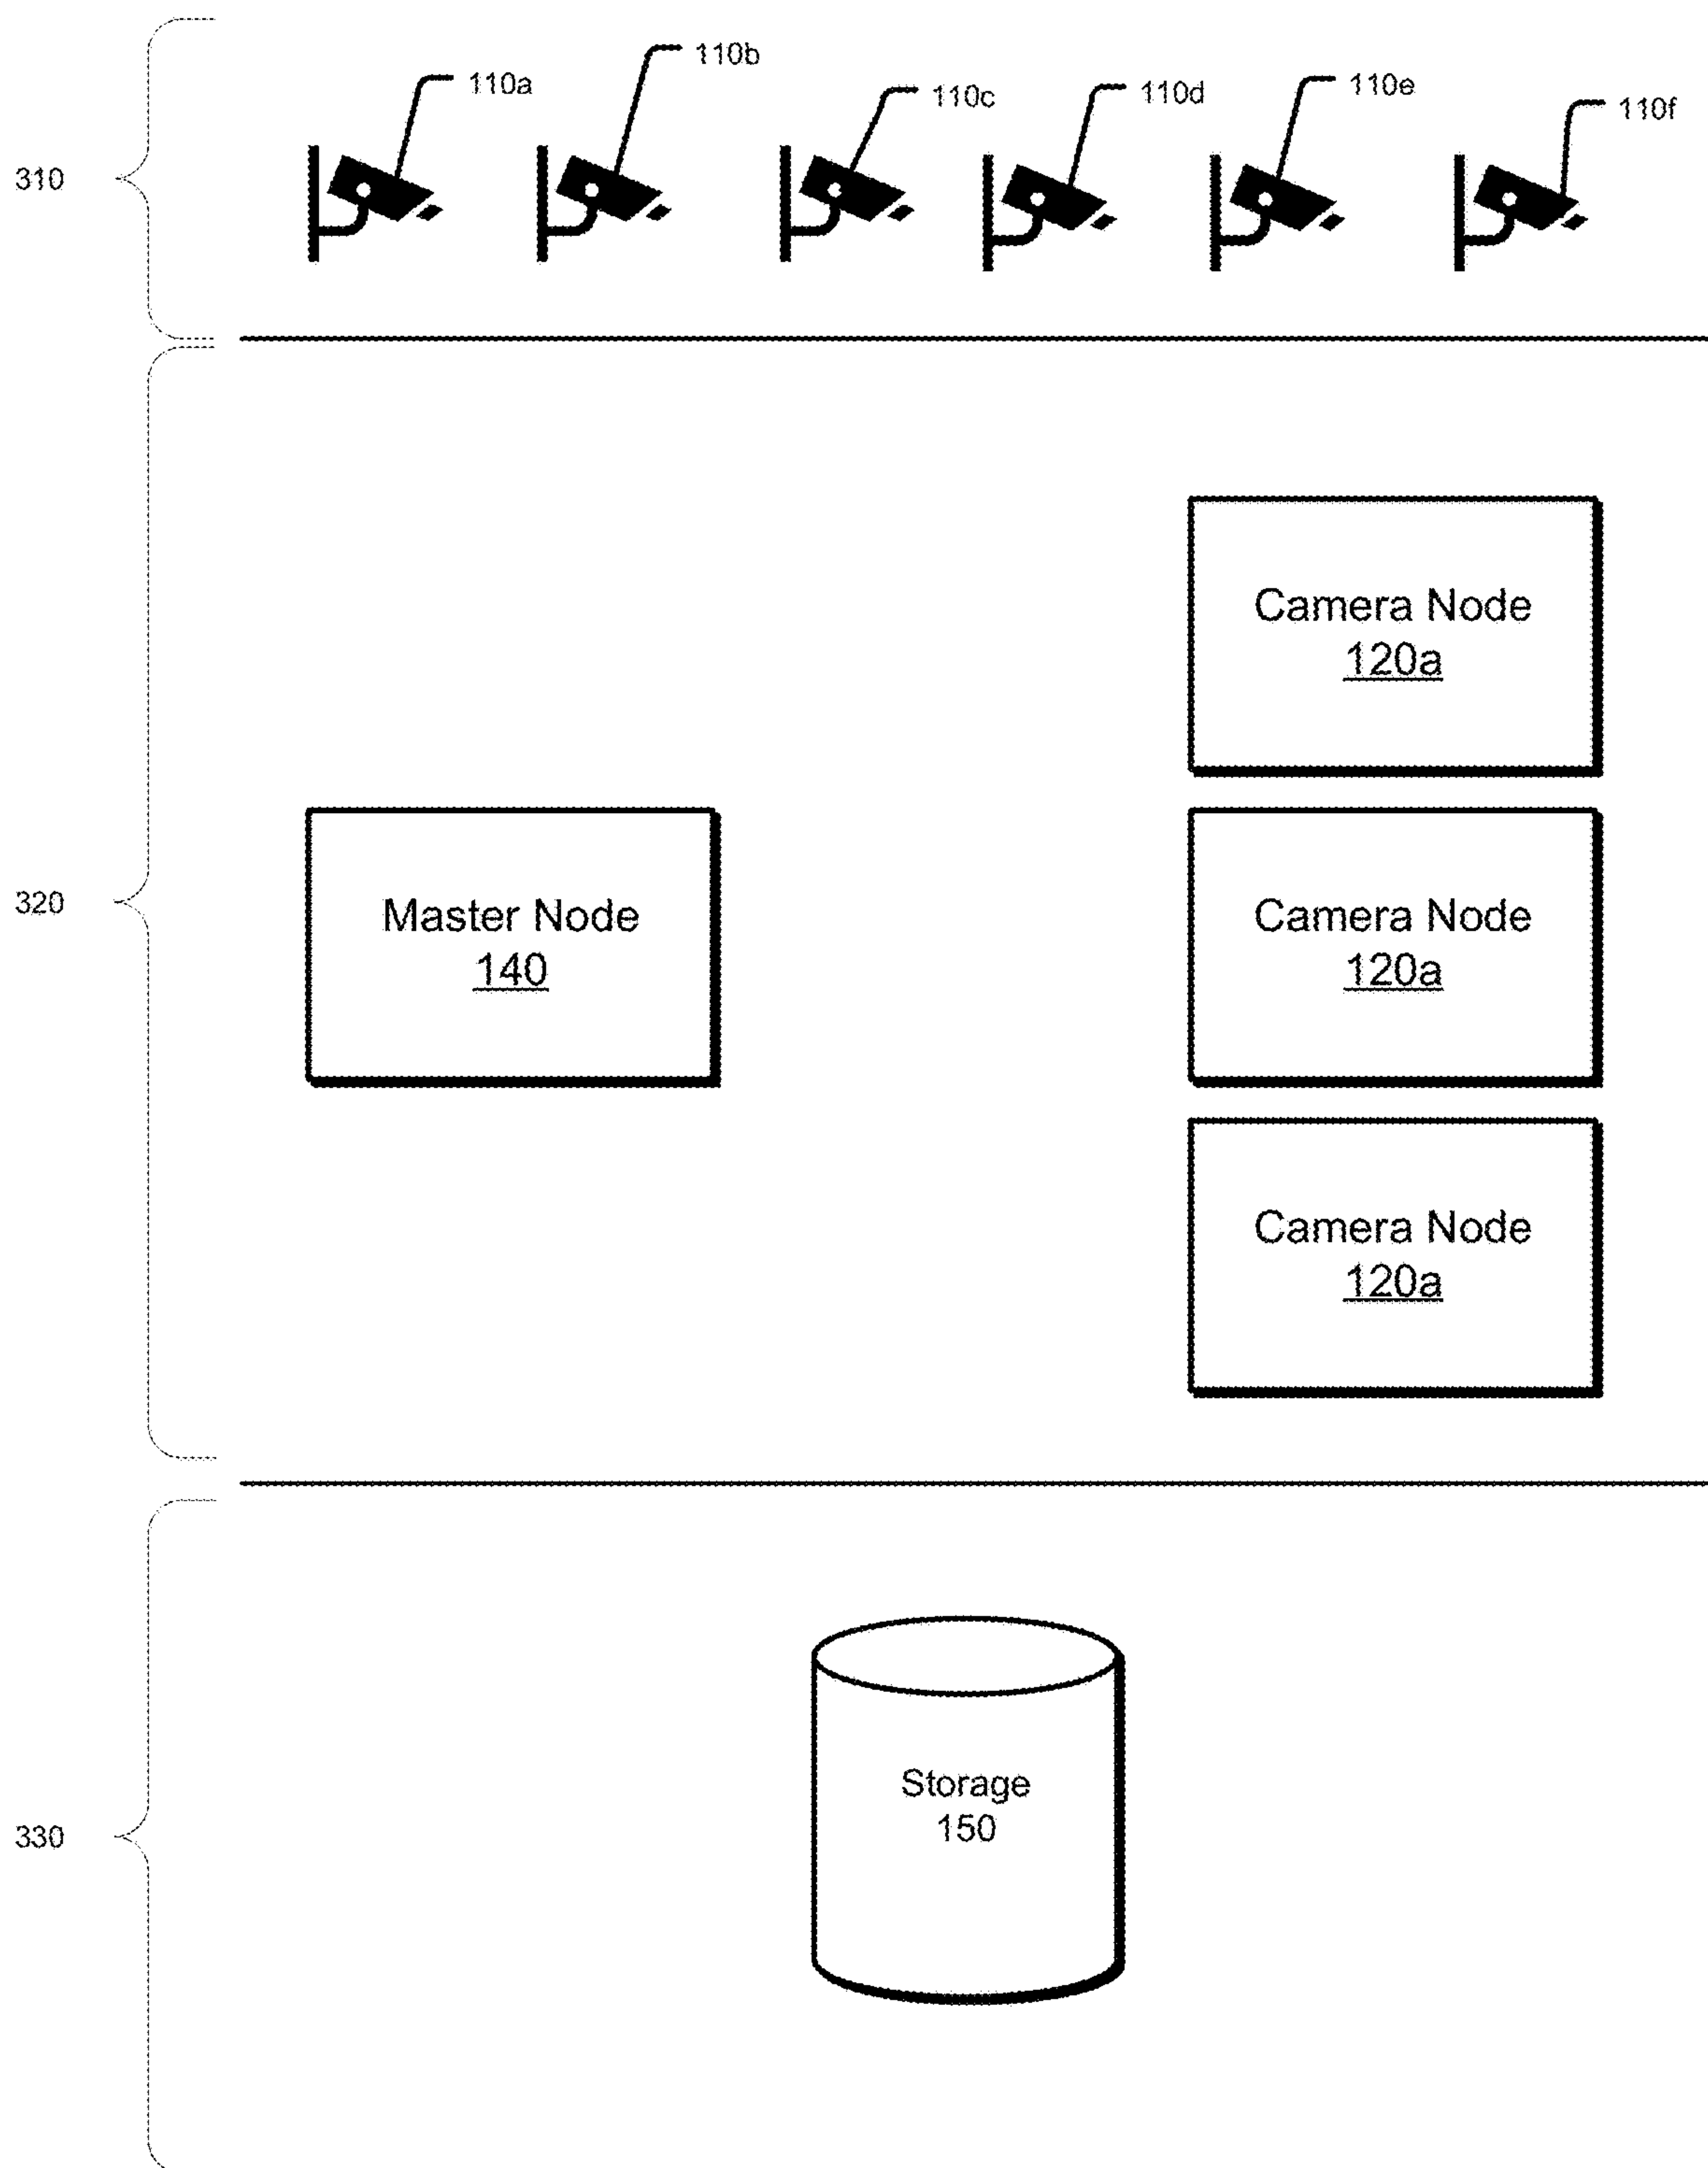 110a
110b
110c
110d
110e
110f
310
Camera Node
120a
Master Node
140
Camera Node
120a
320
Camera Node
120a
Storage
150
330